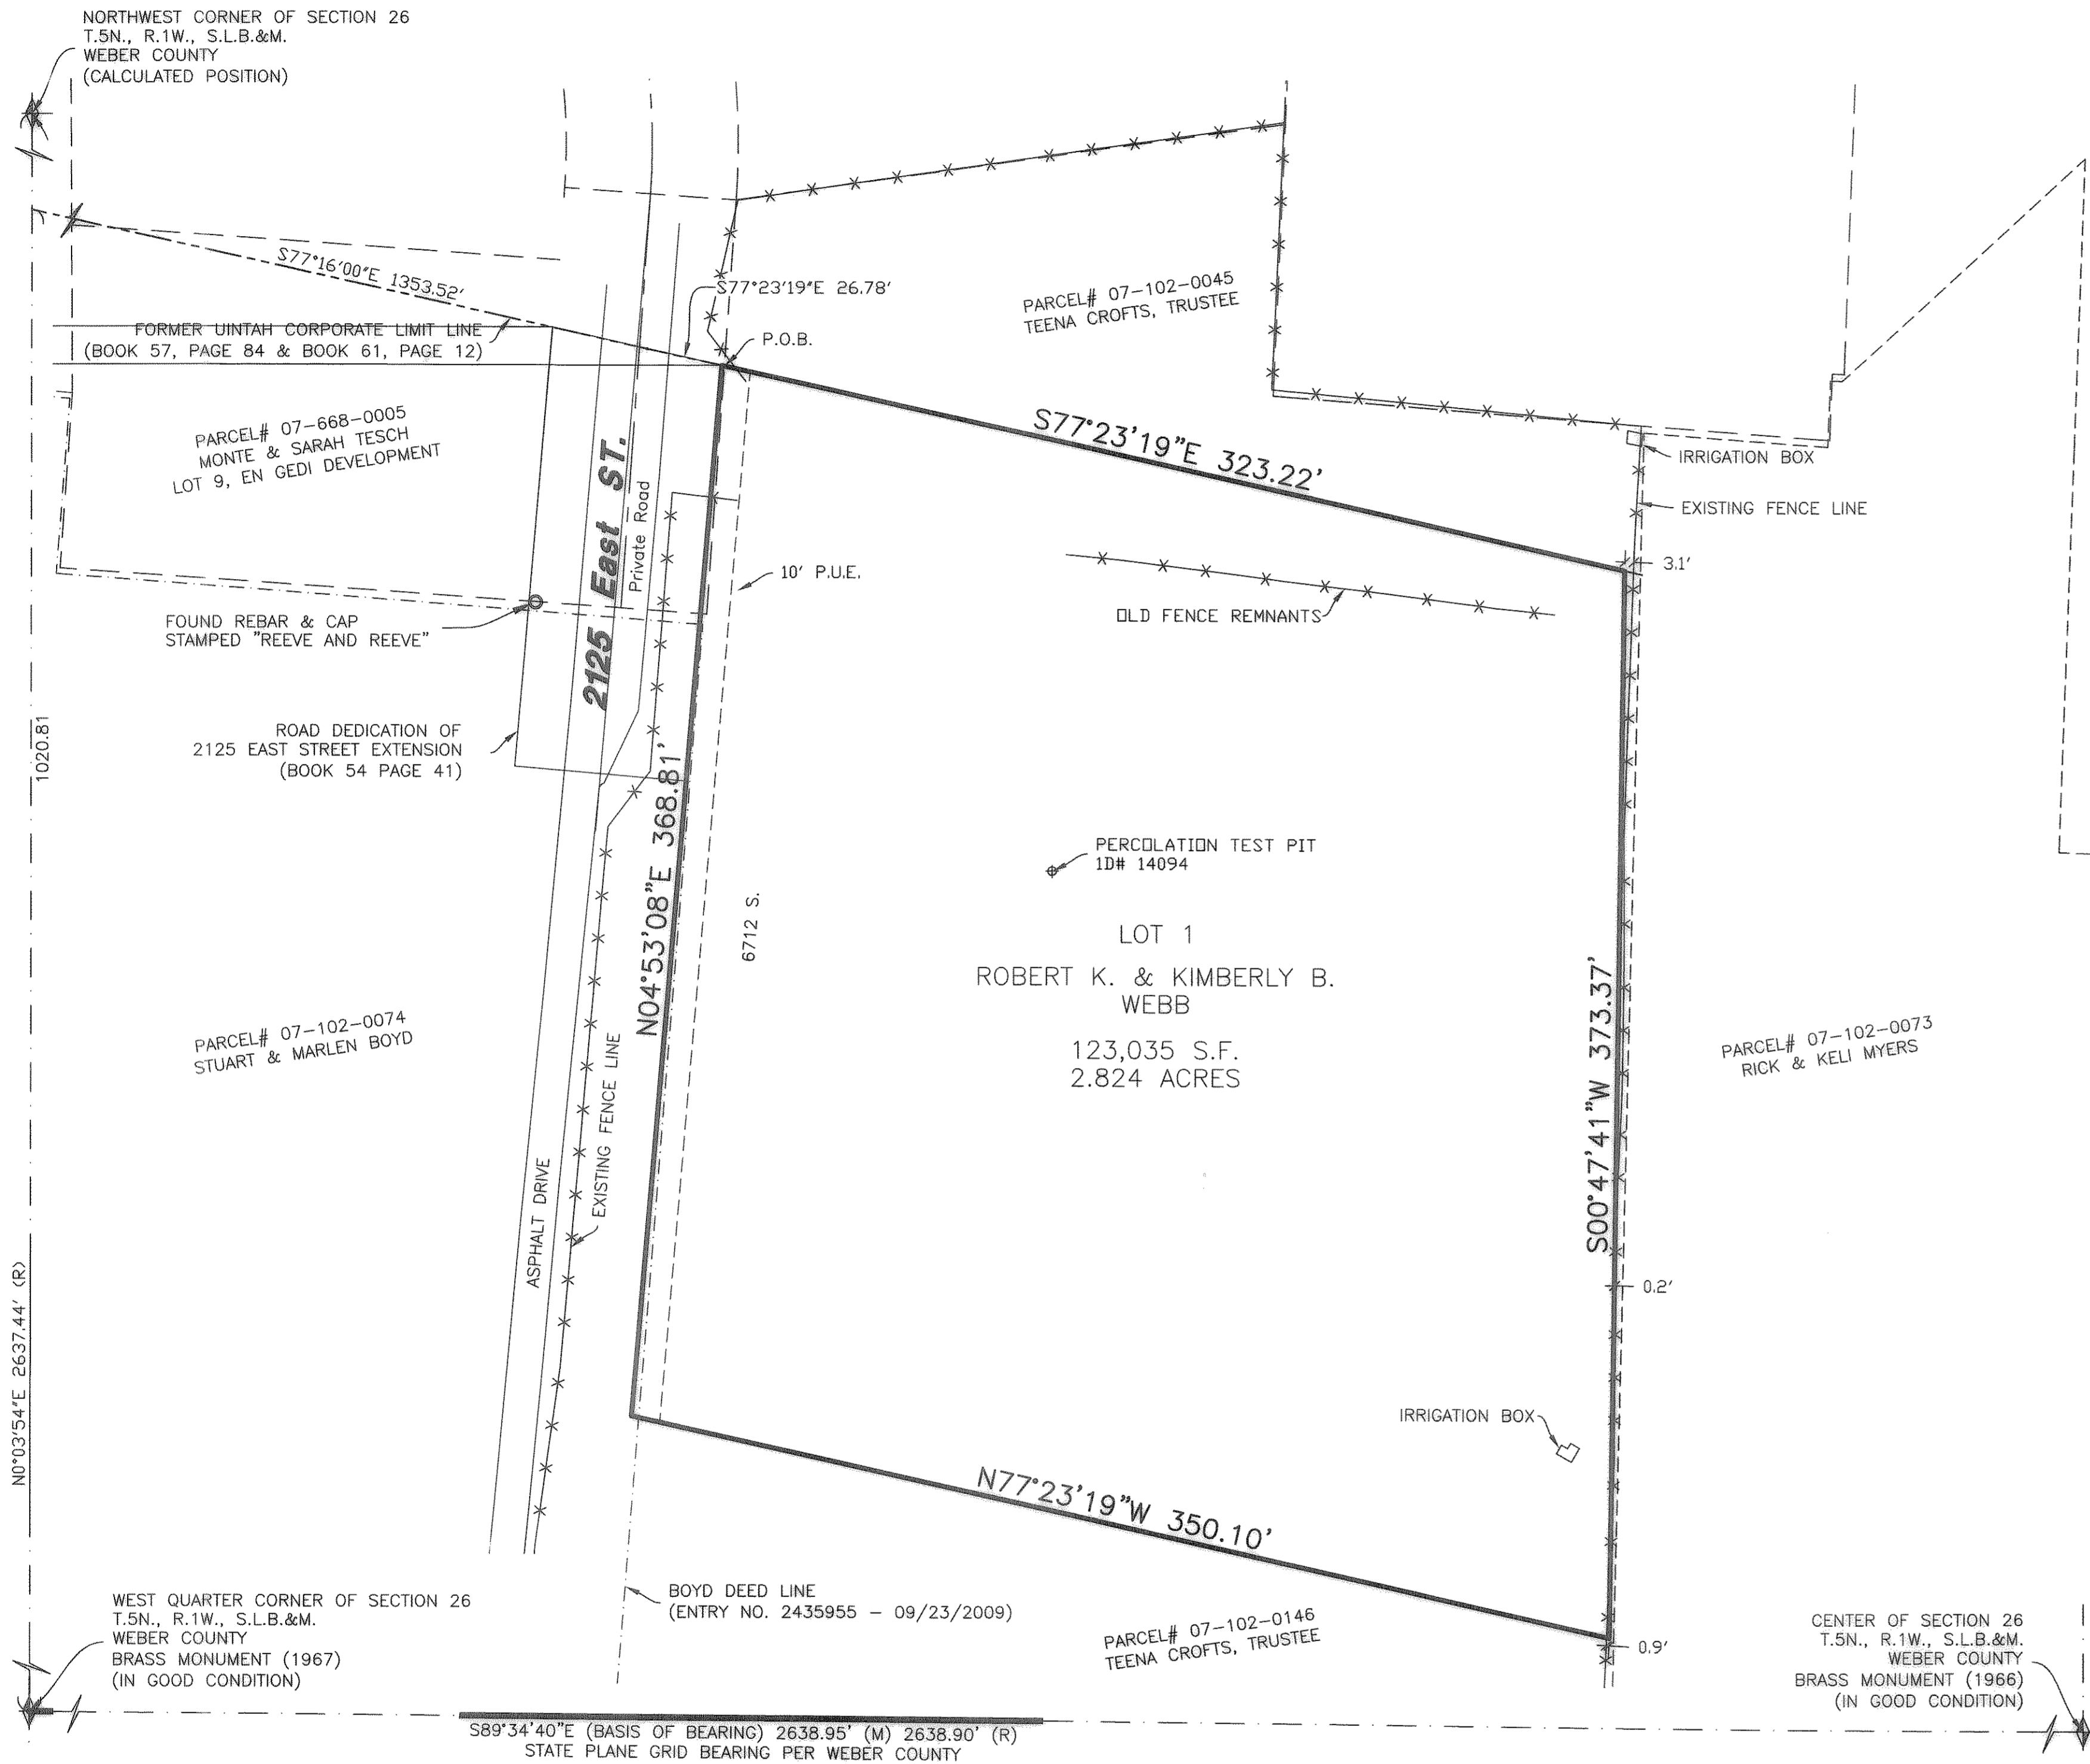 NORTHWEST CORNER OF SECTION 26
T.5N., R.1W., S.L.B.&M.
WEBER COUNTY
(CALCULATED POSITION)
S77°16'00"E 1353.52'
S77°23'19"E 26.78'
FORMER UINTAH CORPORATE LIMIT LINE
(BOOK 57, PAGE 84 & BOOK 61, PAGE 12)
P.O.B.
PARCEL# 07-102-0045
TEENA CROFTS, TRUSTEE
PARCEL# 07-668-0005
MONTE & SARAH TESCH
LOT 9, EN GEDI DEVELOPMENT
2125 East ST.
Private Road
S77°23'19"E 323.22'
IRRIGATION BOX
EXISTING FENCE LINE
3.1'
10' P.U.E.
OLD FENCE REMNANTS
FOUND REBAR & CAP
STAMPED "REEVE AND REEVE"
ROAD DEDICATION OF
2125 EAST STREET EXTENSION
(BOOK 54 PAGE 41)
1020.81
N04°53'08"E 368.81'
6712 S.
PERCOLATION TEST PIT
1D# 14094
LOT 1
ROBERT K. & KIMBERLY B.
WEBB
123,035 S.F.
2.824 ACRES
S00°47'41"W 373.37'
PARCEL# 07-102-0074
STUART & MARLEN BOYD
PARCEL# 07-102-0073
RICK & KELI MYERS
ASPHALT DRIVE
EXISTING FENCE LINE
0.2'
N0°03'54"E 2637.44' (R)
IRRIGATION BOX
N77°23'19"W 350.10'
BOYD DEED LINE
(ENTRY NO. 2435955 - 09/23/2009)
PARCEL# 07-102-0146
TEENA CROFTS, TRUSTEE
0.9'
WEST QUARTER CORNER OF SECTION 26
T.5N., R.1W., S.L.B.&M.
WEBER COUNTY
BRASS MONUMENT (1967)
(IN GOOD CONDITION)
CENTER OF SECTION 26
T.5N., R.1W., S.L.B.&M.
WEBER COUNTY
BRASS MONUMENT (1966)
(IN GOOD CONDITION)
S89°34'40"E (BASIS OF BEARING) 2638.95' (M) 2638.90' (R)
STATE PLANE GRID BEARING PER WEBER COUNTY